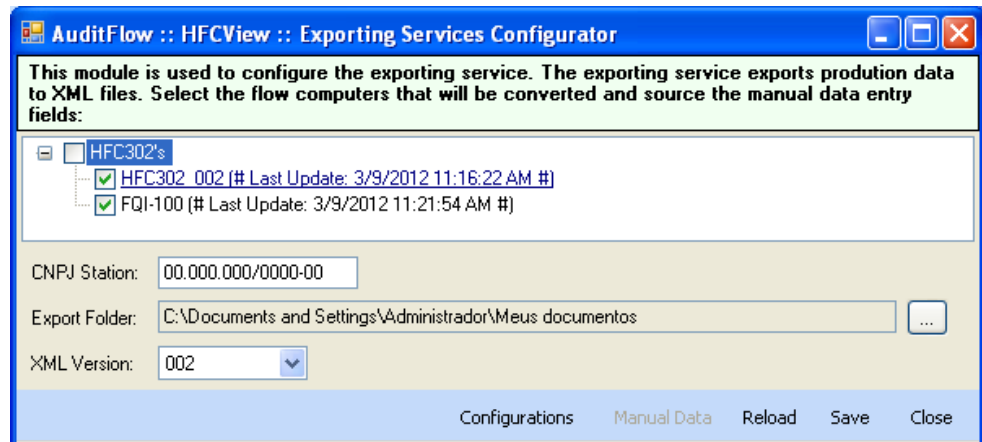 AuditFlow :: HFCView :: Exporting Services Configurator
This module is used to configure the exporting service. The exporting service exports prodution data
to XML files. Select the flow computers that will be converted and source the manual data entry
fields:
HFC302's
HFC302_002 (# Last Update: 3/9/2012 11:16:22 AM #)
FQI-100 (# Last Update: 3/9/2012 11:21:54 AM #)
CNPJ Station: 00.000.000/0000-00
Export Folder: C:\Documents and Settings\Administrador\Meus documentos ...
XML Version: 002
Configurations Manual Data Reload Save Close